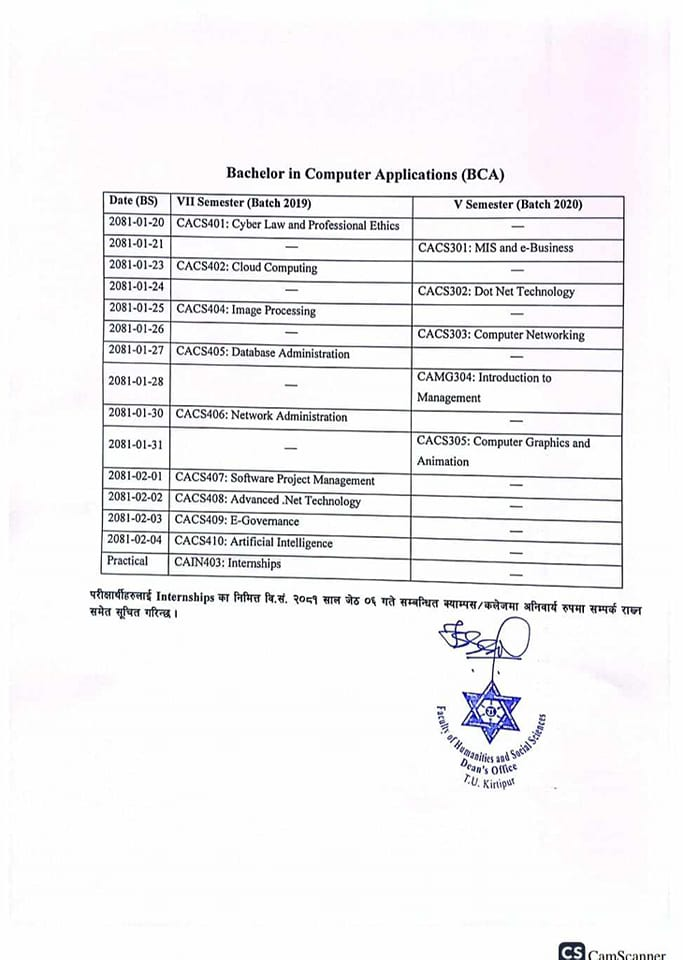 Bachelor in Computer Applications (BCA)
Date (BS) VII Semester (Batch 2019) V Semester (Batch 2020)
2081-01-20 CACS401: Cyber Law and Professional Ethics —
2081-01-21 — CACS301: MIS and e-Business
2081-01-23 CACS402: Cloud Computing —
2081-01-24 — CACS302: Dot Net Technology
2081-01-25 CACS404: Image Processing —
2081-01-26 — CACS303: Computer Networking
2081-01-27 CACS405: Database Administration —
2081-01-28 — CAMG304: Introduction to
Management
2081-01-30 CACS406: Network Administration —
2081-01-31 — CACS305: Computer Graphics and
Animation
2081-02-01 CACS407: Software Project Management —
2081-02-02 CACS408: Advanced .Net Technology —
2081-02-03 CACS409: E-Governance —
2081-02-04 CACS410: Artificial Intelligence —
Practical CAIN403: Internships —
परीक्षार्थीहरुलाई Internships का निमित्त वि.सं. २०८१ साल जेठ ०६ गते सम्बन्धित क्याम्पस/कलेजमा अनिवार्य रुपमा सम्पर्क राख्न
समेत सूचित गरिन्छ ।
Faculty of Humanities and Social Sciences
Dean's Office
T.U. Kirtipur
CS CamScanner